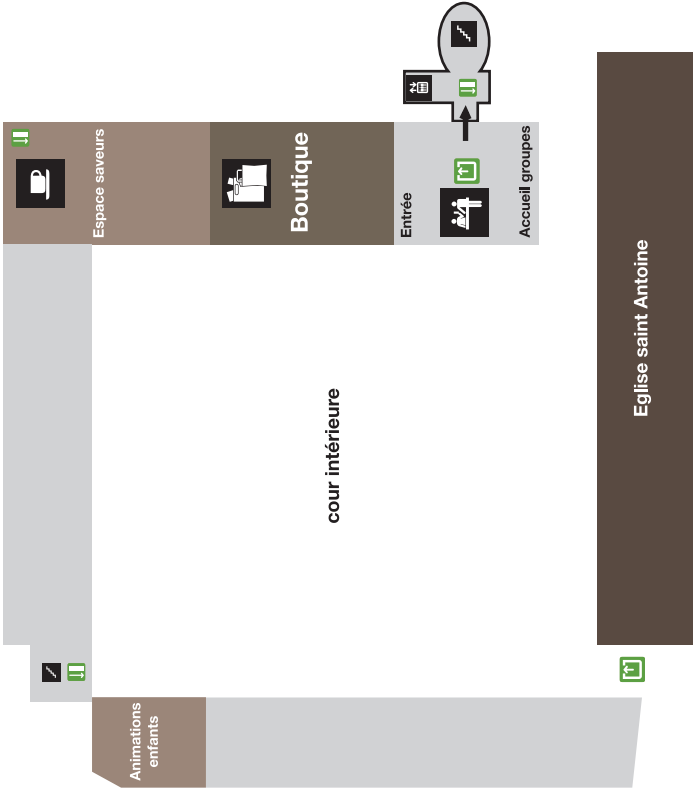 Espace saveurs
Boutique
Entrée
Accueil groupes
cour intérieure
Eglise saint Antoine
Animations
enfants